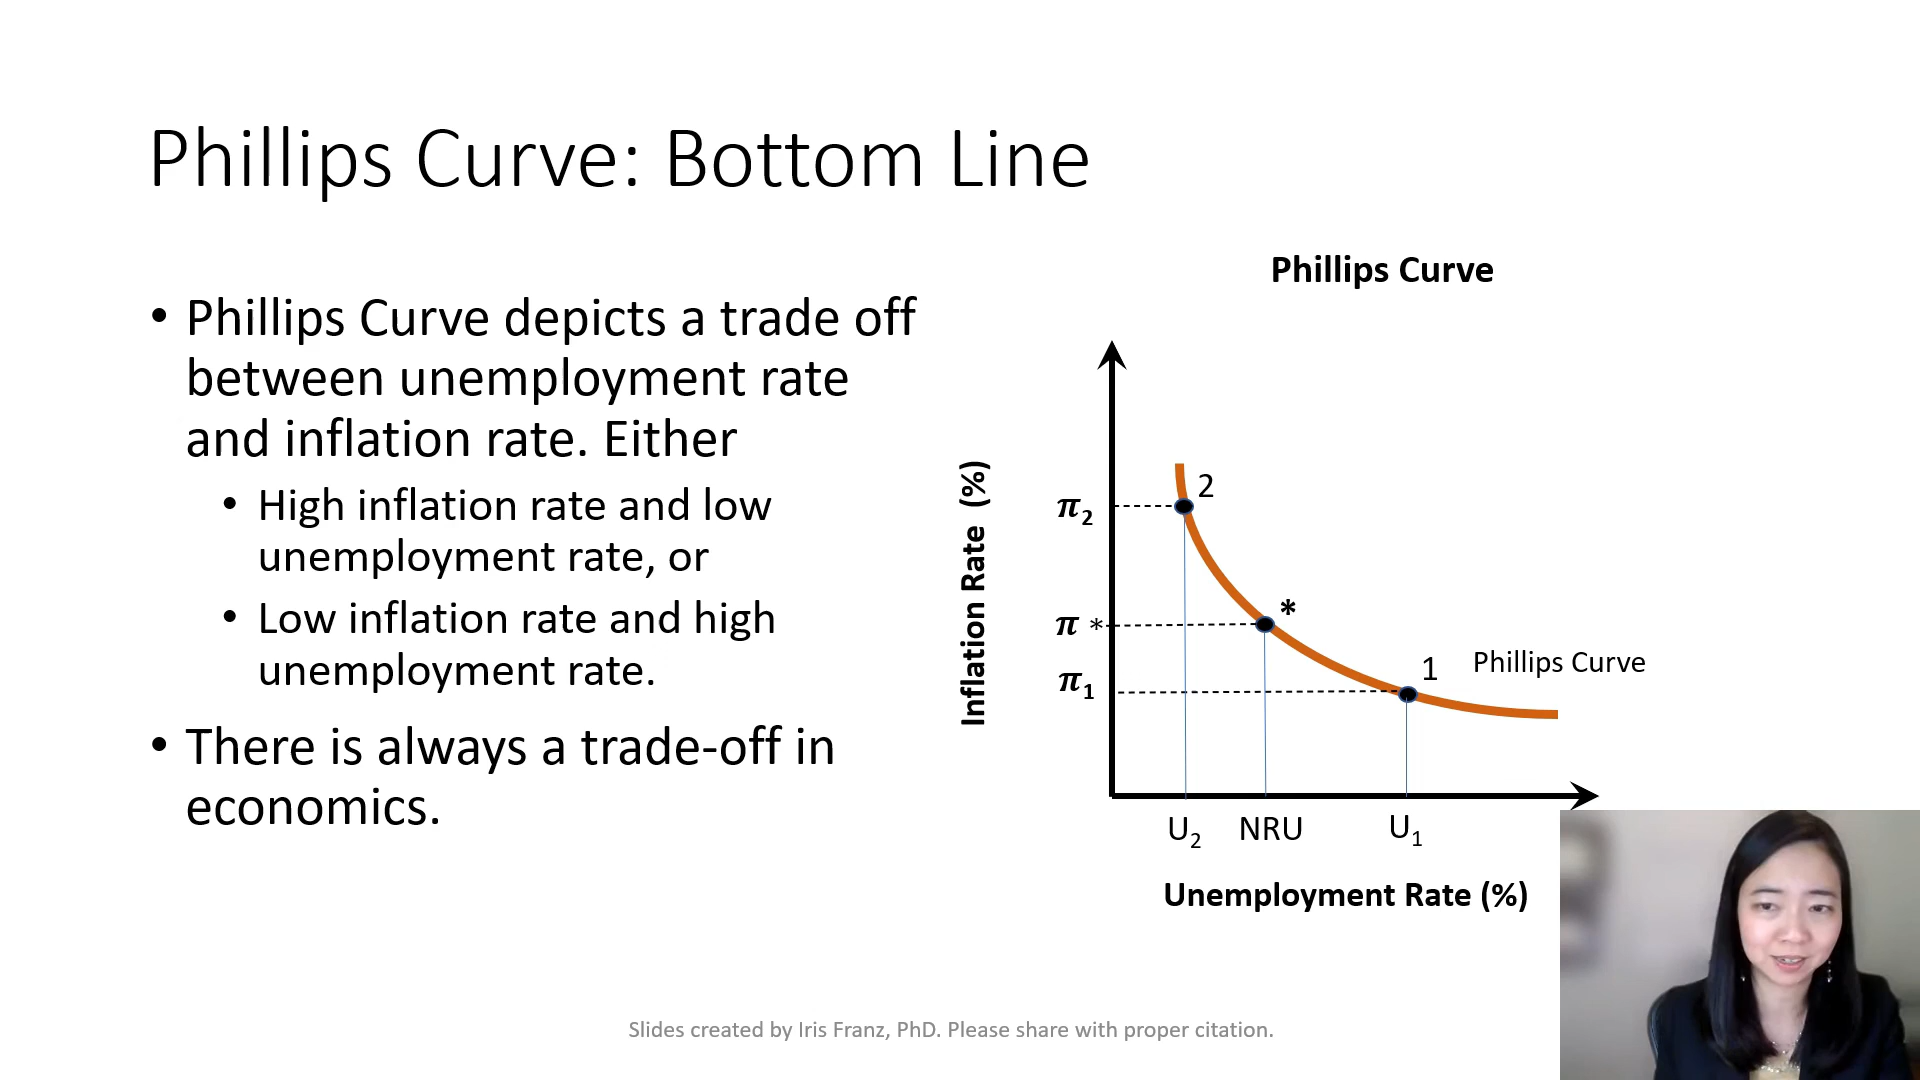 Phillips Curve: Bottom Line
• Phillips Curve depicts a trade off
between unemployment rate
and inflation rate. Either
• High inflation rate and low
unemployment rate, or
• Low inflation rate and high
unemployment rate.
• There is always a trade-off in
economics.
Phillips Curve
Inflation Rate (%)
π₂
2
π *
*
π₁
1
Phillips Curve
U₂ NRU U₁
Unemployment Rate (%)
Slides created by Iris Franz, PhD. Please share with proper citation.